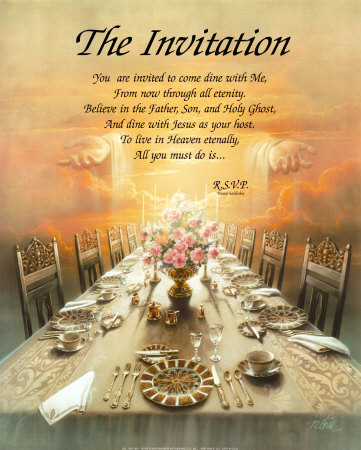 The Invitation
You are invited to come dine with Me,
From now through all etenity.
Believe in the Father, Son, and Holy Ghost,
And dine with Jesus as your host.
To live in Heaven etenally,
All you must do is...
R.S.V.P.